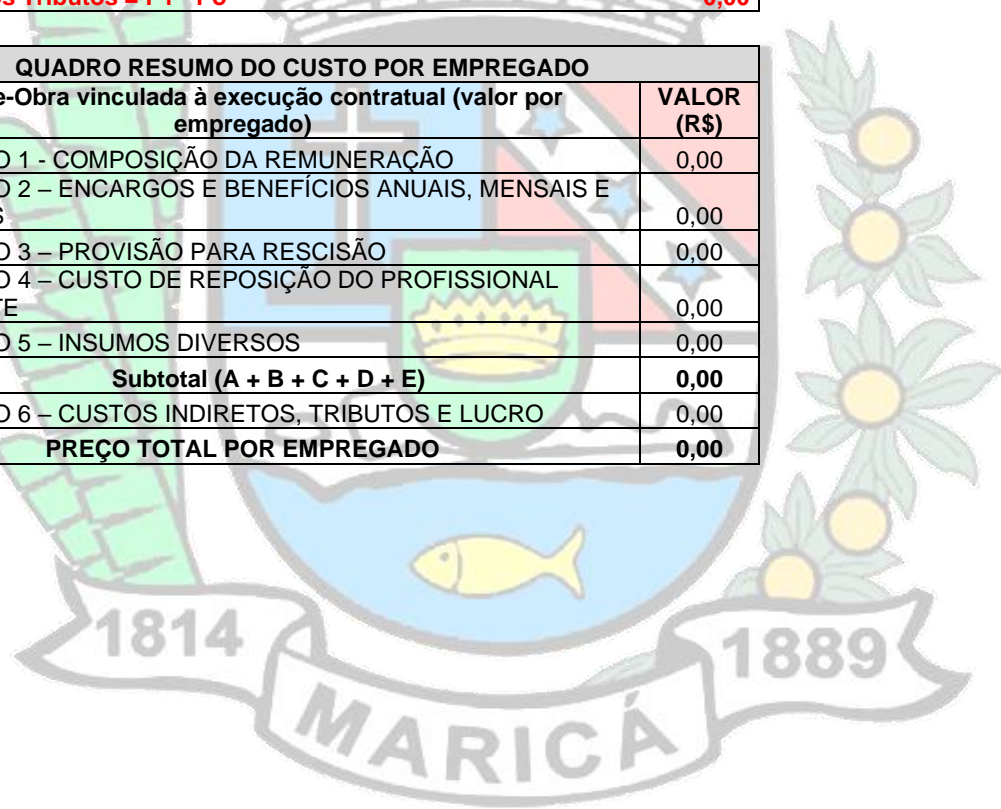 0,00
QUADRO RESUMO DO CUSTO POR EMPREGADO
e-Obra vinculada à execução contratual (valor por
empregado)
VALOR
(R$)
O 1 - COMPOSIÇÃO DA REMUNERAÇÃO 0,00
O 2 – ENCARGOS E BENEFÍCIOS ANUAIS, MENSAIS E
S 0,00
O 3 – PROVISÃO PARA RESCISÃO 0,00
O 4 – CUSTO DE REPOSIÇÃO DO PROFISSIONAL
TE 0,00
O 5 – INSUMOS DIVERSOS 0,00
Subtotal (A + B + C + D + E) 0,00
O 6 – CUSTOS INDIRETOS, TRIBUTOS E LUCRO 0,00
PREÇO TOTAL POR EMPREGADO 0,00
1814
1889
MARICÁ